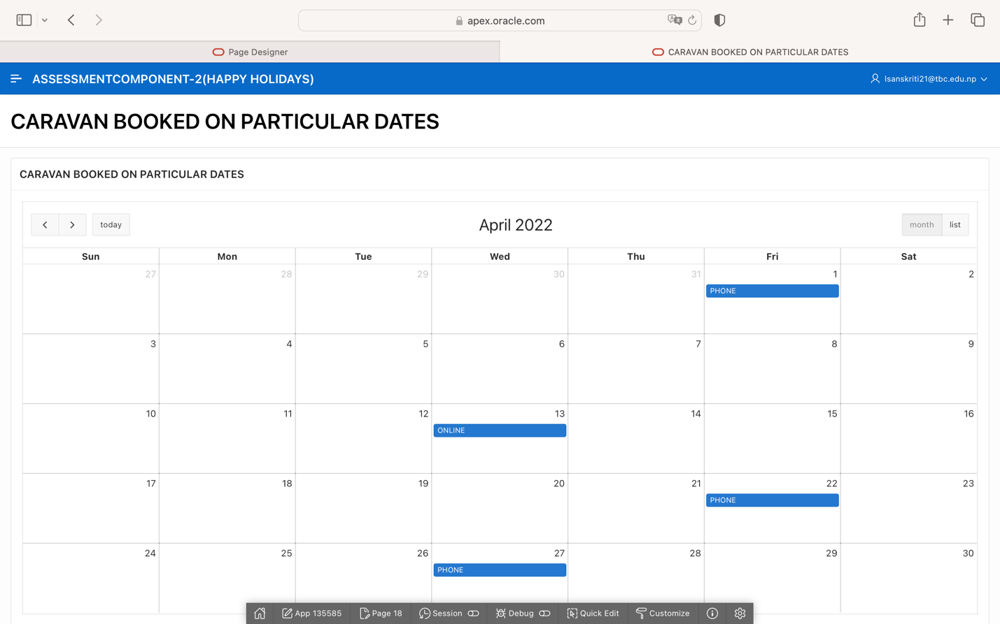 apex.oracle.com
Page Designer
CARAVAN BOOKED ON PARTICULAR DATES
ASSESSMENTCOMPONENT-2(HAPPY HOLIDAYS)
lsanskriti21@tbc.edu.np
CARAVAN BOOKED ON PARTICULAR DATES
CARAVAN BOOKED ON PARTICULAR DATES
today
April 2022
month list
Sun Mon Tue Wed Thu Fri Sat
27 28 29 30 31 1 2
PHONE
3 4 5 6 7 8 9
10 11 12 13 14 15 16
ONLINE
17 18 19 20 21 22 23
PHONE
24 25 26 27 28 29 30
PHONE
App 135585 Page 18 Session Debug Quick Edit Customize